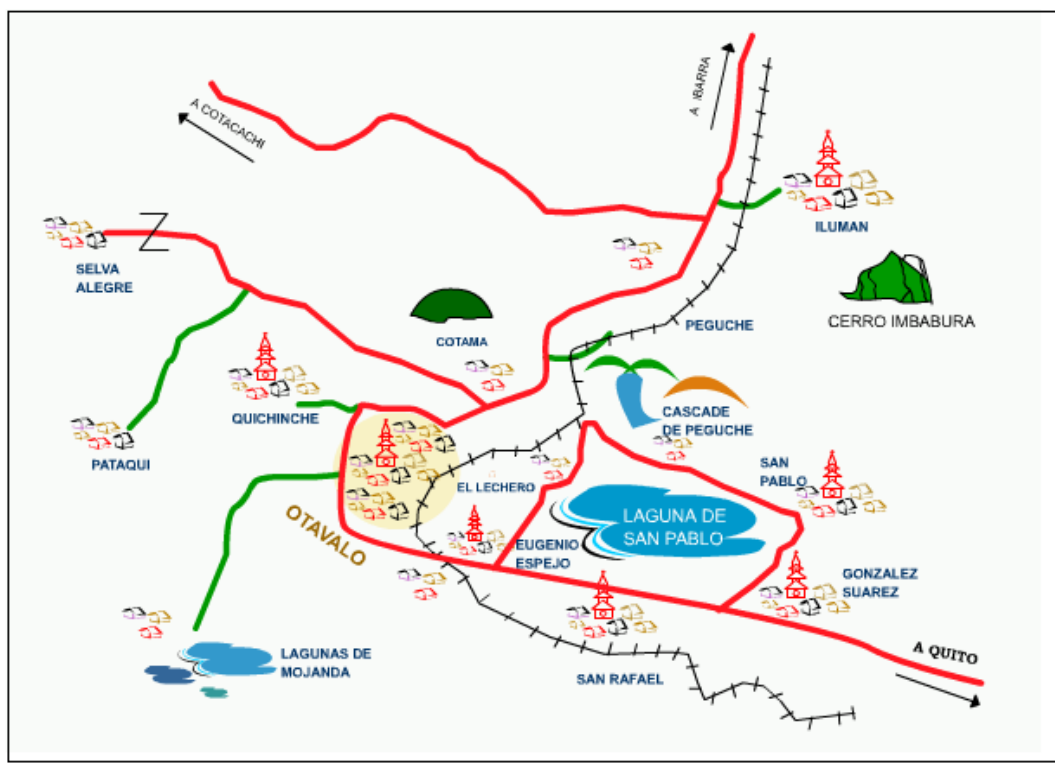 A IBARRA
A COTACACHI
ILUMAN
SELVA
ALEGRE
CERRO IMBABURA
PEGUCHE
COTAMA
QUICHINCHE
CASCADE
DE PEGUCHE
PATAQUI
SAN
PABLO
EL LECHERO
OTAVALO
LAGUNA DE
SAN PABLO
EUGENIO
ESPEJO
GONZALEZ
SUAREZ
LAGUNAS DE
MOJANDA
A QUITO
SAN RAFAEL